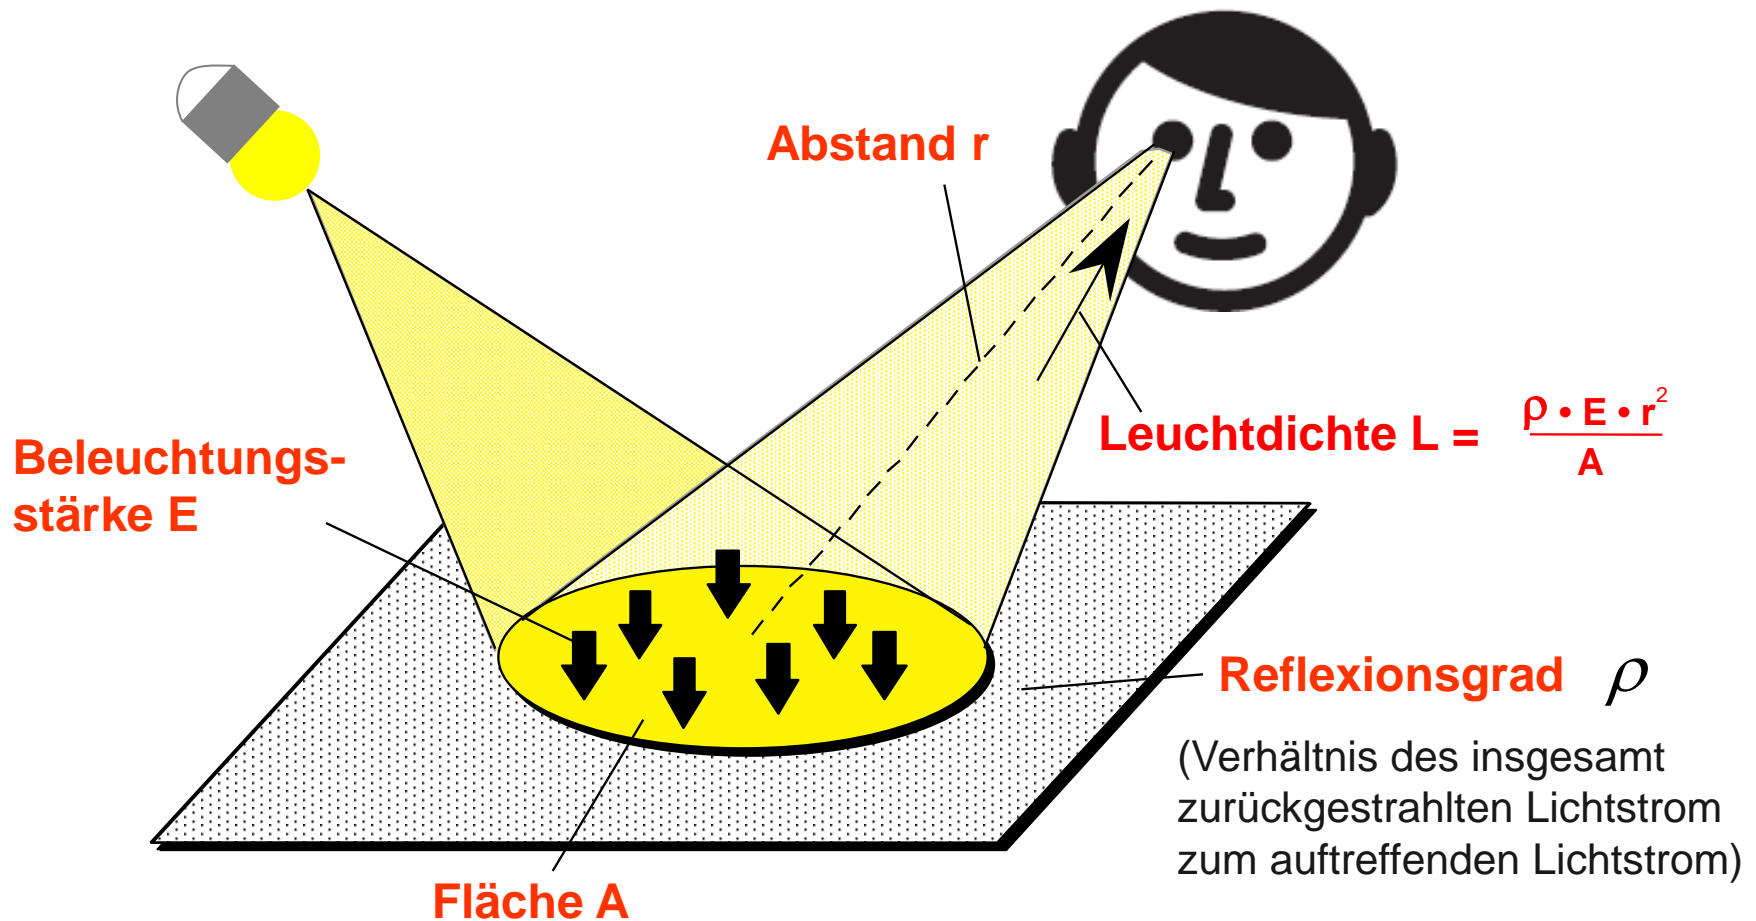 Abstand r
Leuchtdichte L = ρ • E • r² / A
Beleuchtungs-
stärke E
Reflexionsgrad ρ
(Verhältnis des insgesamt
zurückgestrahlten Lichtstrom
zum auftreffenden Lichtstrom)
Fläche A